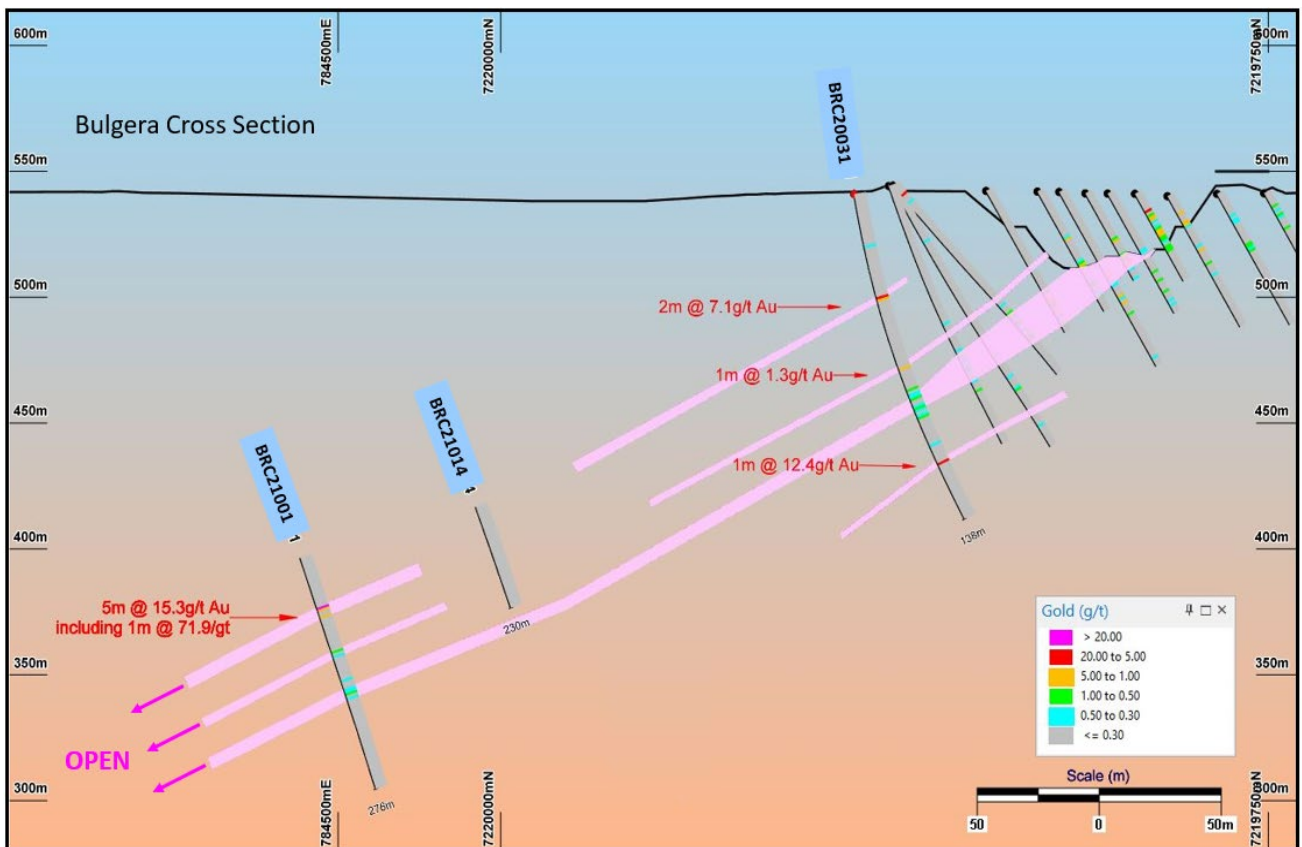 600m
784500mE
7220000mN
7219750mN
600m
Bulgera Cross Section
BRC20031
550m
550m
500m
500m
2m @ 7.1g/t Au
1m @ 1.3g/t Au
450m
450m
BRC21014
BRC21001
1m @ 12.4g/t Au
138m
400m
400m
5m @ 15.3g/t Au
including 1m @ 71.9/gt
230m
350m
350m
Gold (g/t)
> 20.00
20.00 to 5.00
5.00 to 1.00
1.00 to 0.50
0.50 to 0.30
<= 0.30
OPEN
Scale (m)
300m
300m
276m
50
0
50m
784500mE
7220000mN
7219750mN